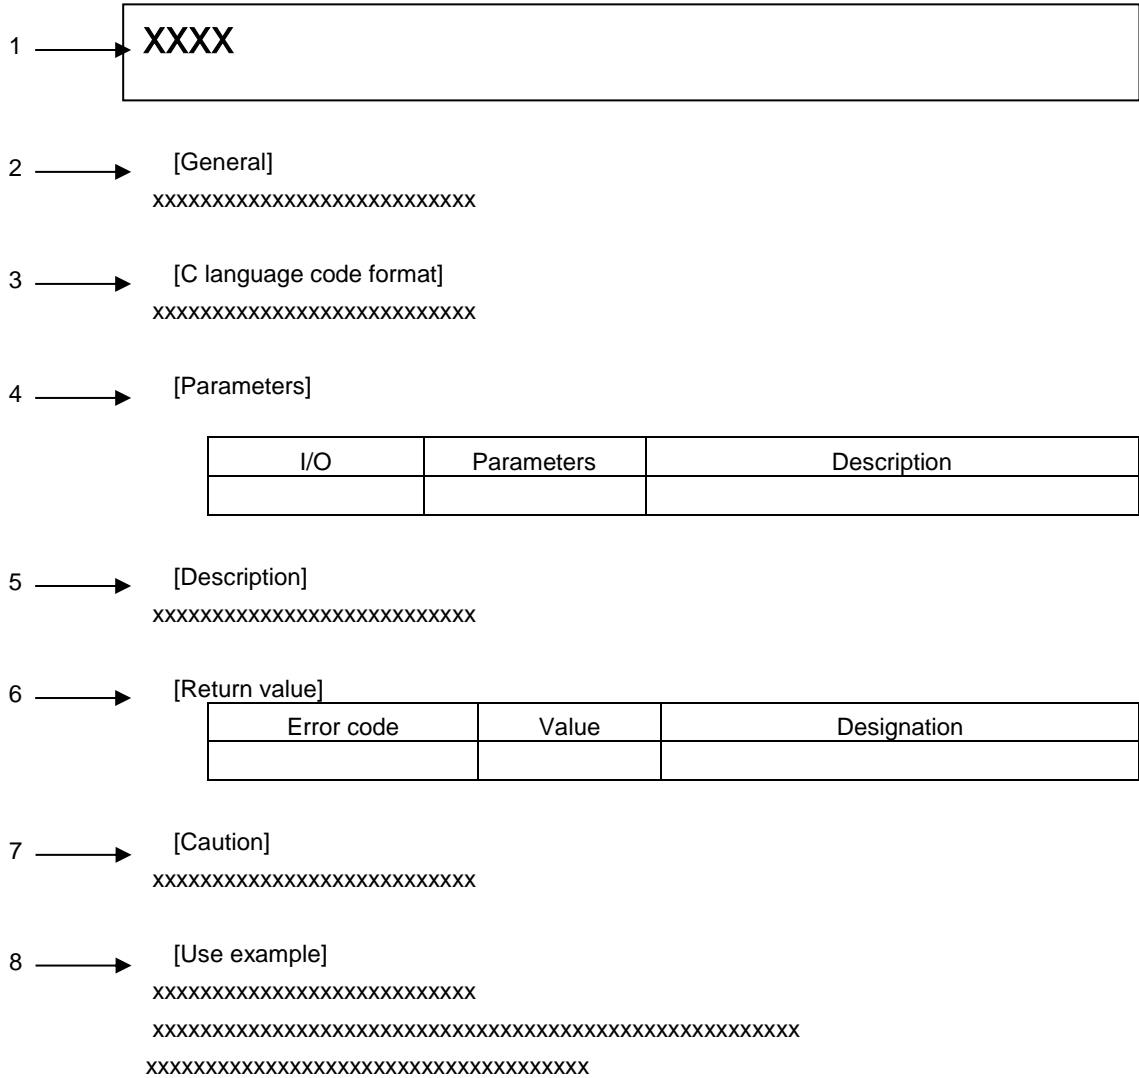 1 XXXX
2 [General]
xxxxxxxxxxxxxxxxxxxxxxxxxxx
3 [C language code format]
xxxxxxxxxxxxxxxxxxxxxxxxxxx
4 [Parameters]
I/O Parameters Description
5 [Description]
xxxxxxxxxxxxxxxxxxxxxxxxxxx
6 [Return value]
Error code Value Designation
7 [Caution]
xxxxxxxxxxxxxxxxxxxxxxxxxxx
8 [Use example]
xxxxxxxxxxxxxxxxxxxxxxxxxxx
xxxxxxxxxxxxxxxxxxxxxxxxxxxxxxxxxxxxxxxxxxxxxxxxxxxxxx
xxxxxxxxxxxxxxxxxxxxxxxxxxxxxxxxxxxxx